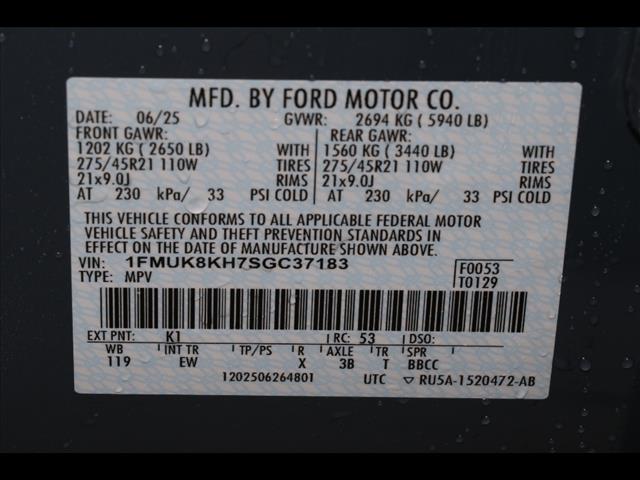 MFD. BY FORD MOTOR CO.
DATE: 06/25 GVWR: 2694 KG ( 5940 LB)
FRONT GAWR: REAR GAWR:
1202 KG ( 2650 LB) WITH 1560 KG ( 3440 LB) WITH
275/45R21 110W TIRES 275/45R21 110W TIRES
21x9.0J RIMS 21x9.0J RIMS
AT 230 kPa/ 33 PSI COLD AT 230 kPa/ 33 PSI COLD
THIS VEHICLE CONFORMS TO ALL APPLICABLE FEDERAL MOTOR
VEHICLE SAFETY AND THEFT PREVENTION STANDARDS IN
EFFECT ON THE DATE OF MANUFACTURE SHOWN ABOVE.
VIN: 1FMUK8KH7SGC37183 F0053
TYPE: MPV T0129
EXT PNT: K1 RC: 53 DSO:
WB INT TR TP/PS R AXLE TR SPR
119 EW X 3B T BBCC
1202506264801 UTC ▽ RU5A-1520472-AB